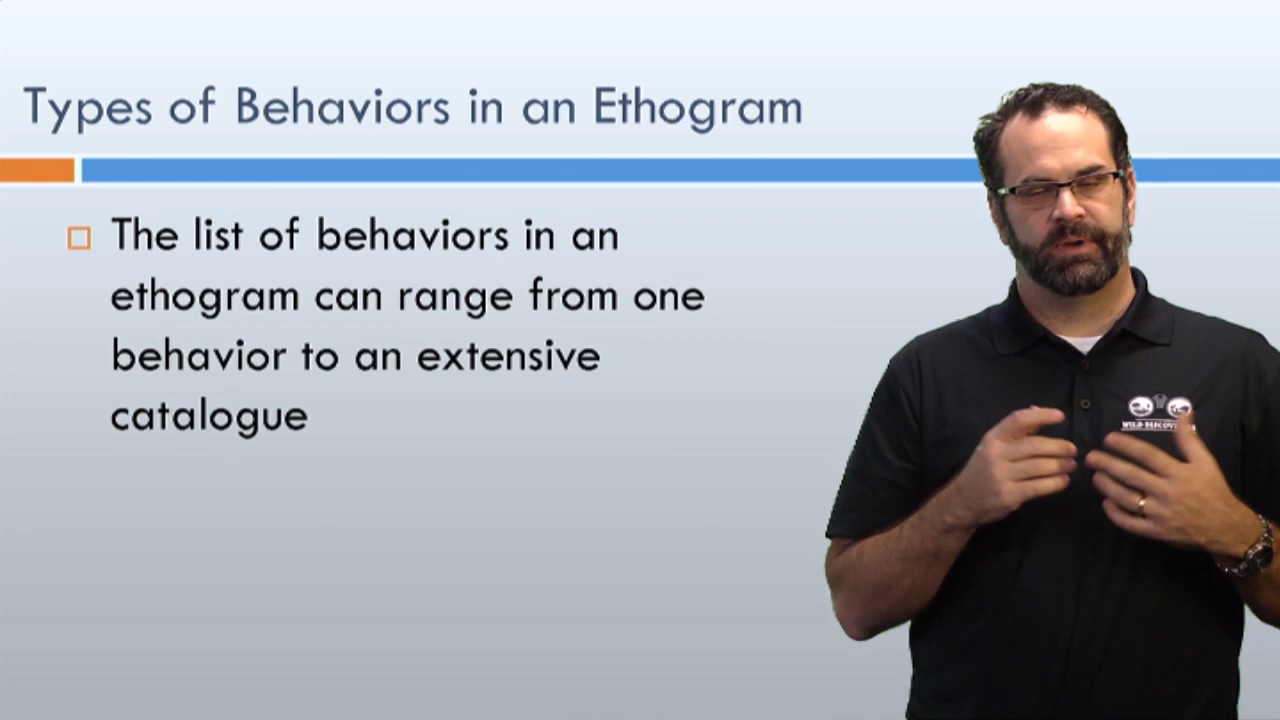 Types of Behaviors in an Ethogram
The list of behaviors in an
ethogram can range from one
behavior to an extensive
catalogue
WILD